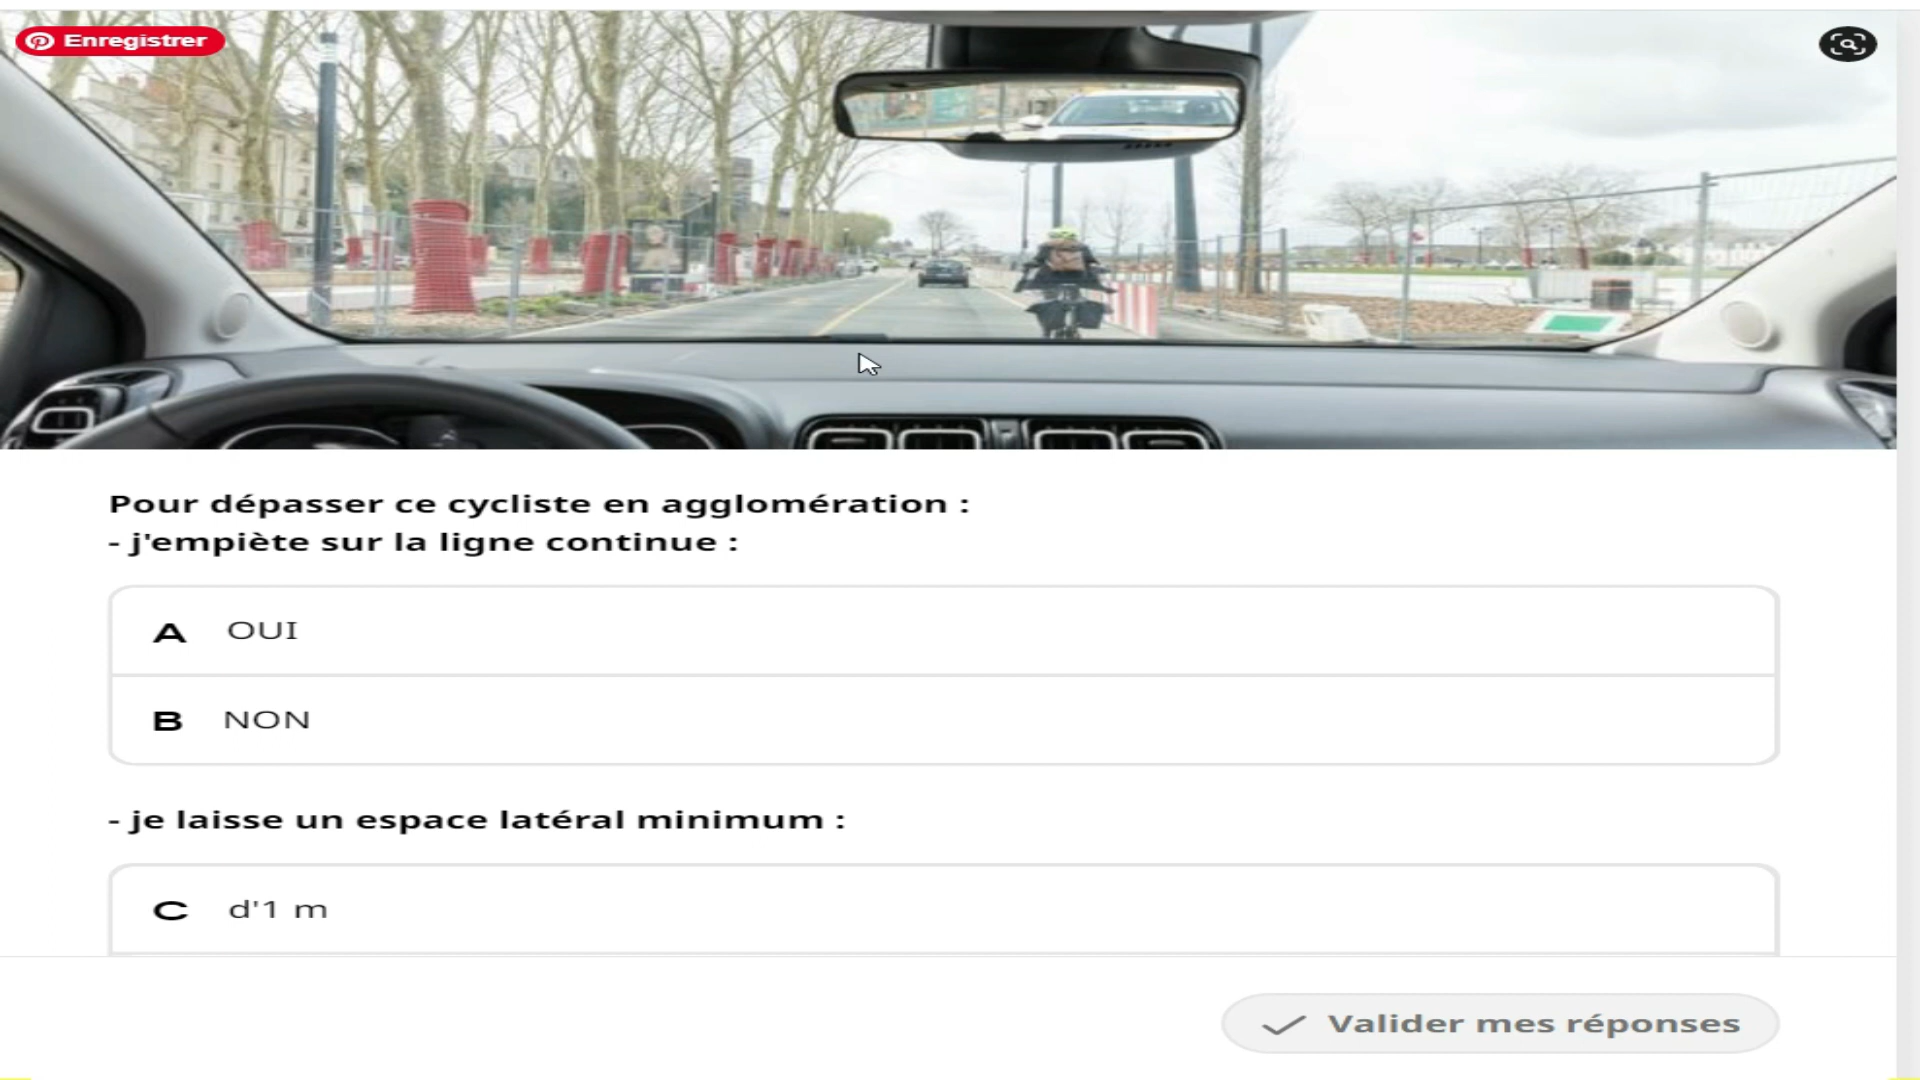 Enregistrer
Pour dépasser ce cycliste en agglomération :
- j'empiète sur la ligne continue :
A OUI
B NON
- je laisse un espace latéral minimum :
C d'1 m
Valider mes réponses